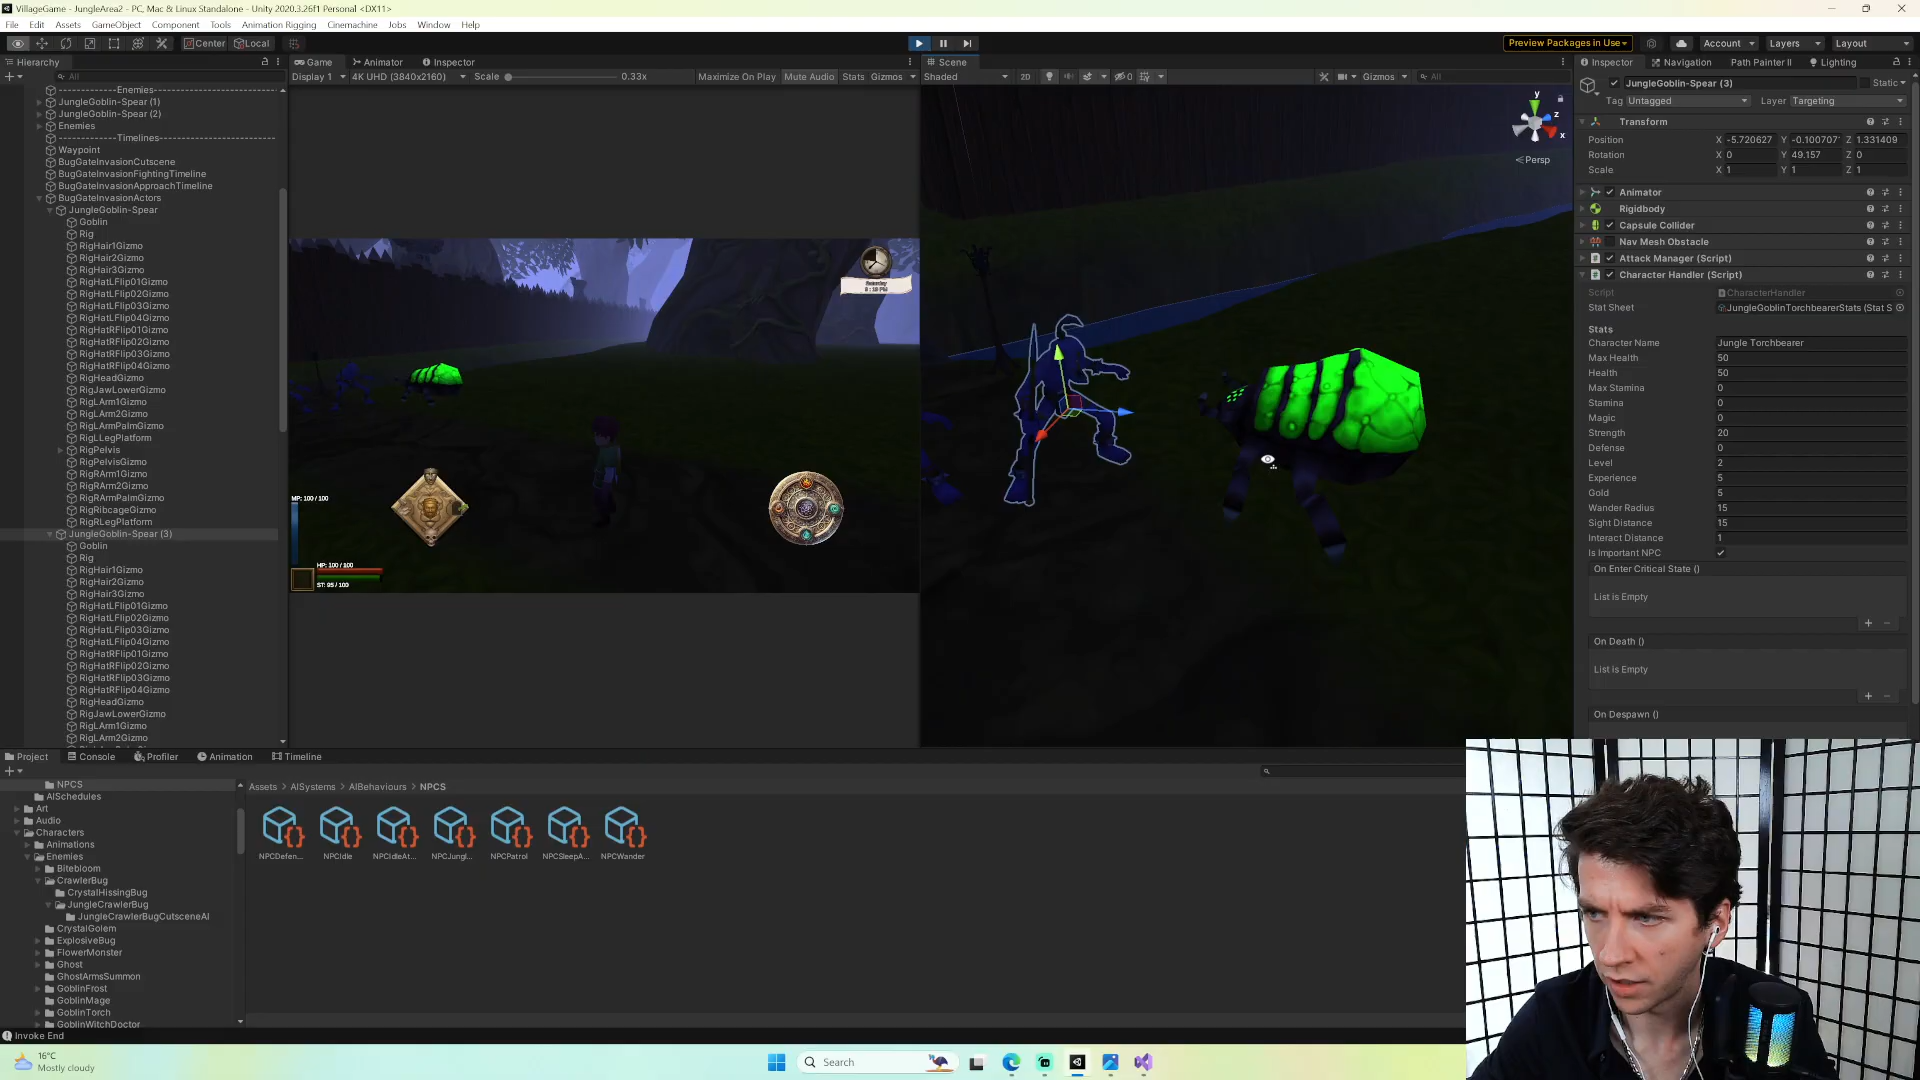 VillageGame - JungleArea2 - PC, Mac & Linux Standalone - Unity 2020.3.26f1 Personal <DX11>
File Edit Assets GameObject Component Tools Animation Rigging Cinemachine Jobs Window Help
Center Local
Preview Packages in Use Account Layers Layout
Hierarchy
All
--------------Enemies--------------
JungleGoblin-Spear (1)
JungleGoblin-Spear (2)
Enemies
--------------Timelines--------------
Waypoint
BugGateInvasionCutscene
BugGateInvasionFightingTimeline
BugGateInvasionApproachTimeline
BugGateInvasionActors
JungleGoblin-Spear
Goblin
Rig
RigHair1Gizmo
RigHair2Gizmo
RigHair3Gizmo
RigHatLFlip01Gizmo
RigHatLFlip02Gizmo
RigHatLFlip03Gizmo
RigHatLFlip04Gizmo
RigHatRFlip01Gizmo
RigHatRFlip02Gizmo
RigHatRFlip03Gizmo
RigHatRFlip04Gizmo
RigHeadGizmo
RigJawLowerGizmo
RigLArm1Gizmo
RigLArm2Gizmo
RigLArmPalmGizmo
RigLLegPlatform
RigPelvis
RigPelvisGizmo
RigRArm1Gizmo
RigRArm2Gizmo
RigRArmPalmGizmo
RigRibcageGizmo
RigRLegPlatform
JungleGoblin-Spear (3)
Goblin
Rig
RigHair1Gizmo
RigHair2Gizmo
RigHair3Gizmo
RigHatLFlip01Gizmo
RigHatLFlip02Gizmo
RigHatLFlip03Gizmo
RigHatLFlip04Gizmo
RigHatRFlip01Gizmo
RigHatRFlip02Gizmo
RigHatRFlip03Gizmo
RigHatRFlip04Gizmo
RigHeadGizmo
RigJawLowerGizmo
RigLArm1Gizmo
RigLArm2Gizmo
Game Animator Inspector
Display 1 4K UHD (3840x2160) Scale 0.33x Maximize On Play Mute Audio Stats Gizmos
MP: 100 / 100
HP: 100 / 100
ST: 95 / 100
Scene
Shaded 2D 0 Gizmos All
y
z
x
Persp
Inspector Navigation Path Painter II Lighting
JungleGoblin-Spear (3) Static
Tag Untagged Layer Targeting
Transform
Position X -5.720627 Y -0.100707 Z 1.331409
Rotation X 0 Y 49.157 Z 0
Scale X 1 Y 1 Z 1
Animator
Rigidbody
Capsule Collider
Nav Mesh Obstacle
Attack Manager (Script)
Character Handler (Script)
Script CharacterHandler
Stat Sheet JungleGoblinTorchbearerStats (Stat S
Stats
Character Name Jungle Torchbearer
Max Health 50
Health 50
Max Stamina 0
Stamina 0
Magic 0
Strength 20
Defense 0
Level 2
Experience 5
Gold 5
Wander Radius 15
Sight Distance 15
Interact Distance 1
Is Important NPC
On Enter Critical State ()
List is Empty
On Death ()
List is Empty
On Despawn ()
Project Console Profiler Animation Timeline
NPCS
AISchedules
Art
Audio
Characters
Animations
Enemies
Bitebloom
CrawlerBug
CrystalHissingBug
JungleCrawlerBug
JungleCrawlerBugCutsceneAI
CrystalGolem
ExplosiveBug
FlowerMonster
Ghost
GhostArmsSummon
GoblinFrost
GoblinMage
GoblinTorch
GoblinWitchDoctor
Assets > AISystems > AIBehaviours > NPCS
NPCDefen... NPCIdle NPCIdleAt... NPCJungl... NPCPatrol NPCSleepA... NPCWander
Invoke End
16°C
Mostly cloudy
Search